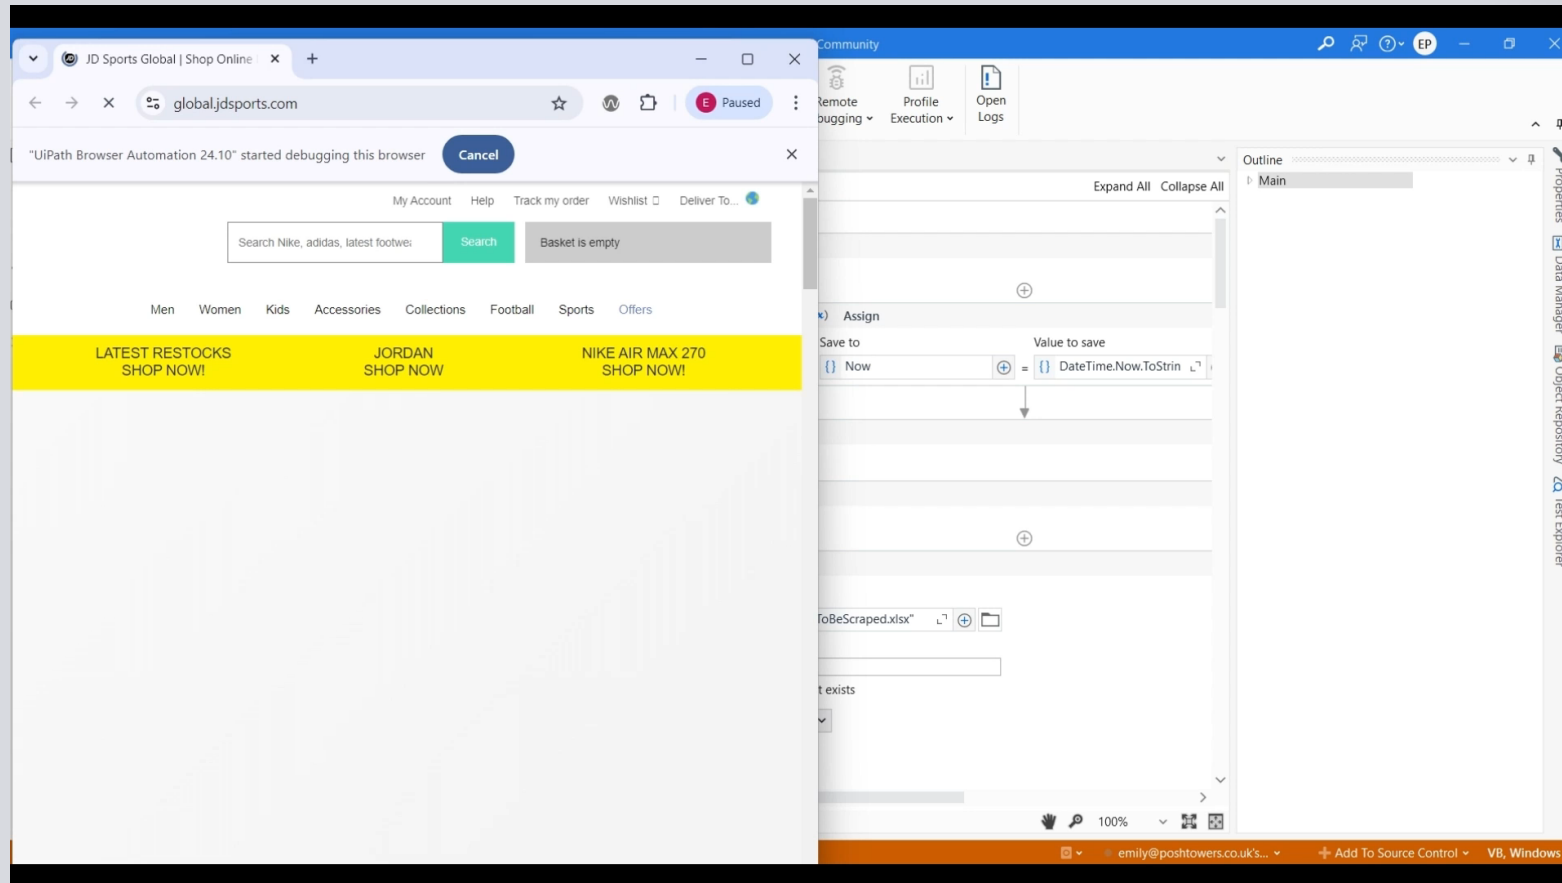 Community
JD Sports Global | Shop Online
global.jdsports.com
E Paused
"UiPath Browser Automation 24.10" started debugging this browser
Cancel
My Account Help Track my order Wishlist Deliver To...
Search Nike, adidas, latest footwea
Search
Basket is empty
Men Women Kids Accessories Collections Football Sports Offers
LATEST RESTOCKS
SHOP NOW!
JORDAN
SHOP NOW
NIKE AIR MAX 270
SHOP NOW!
EP
Remote
bugging
Profile
Execution
Open
Logs
Expand All Collapse All
Assign
Save to
Value to save
Now
=
DateTime.Now.ToStrin
ToBeScraped.xlsx"
t exists
100%
Outline
Main
Properties
Data Manager
Object Repository
Test Explorer
emily@poshtowers.co.uk's...
Add To Source Control
VB, Windows